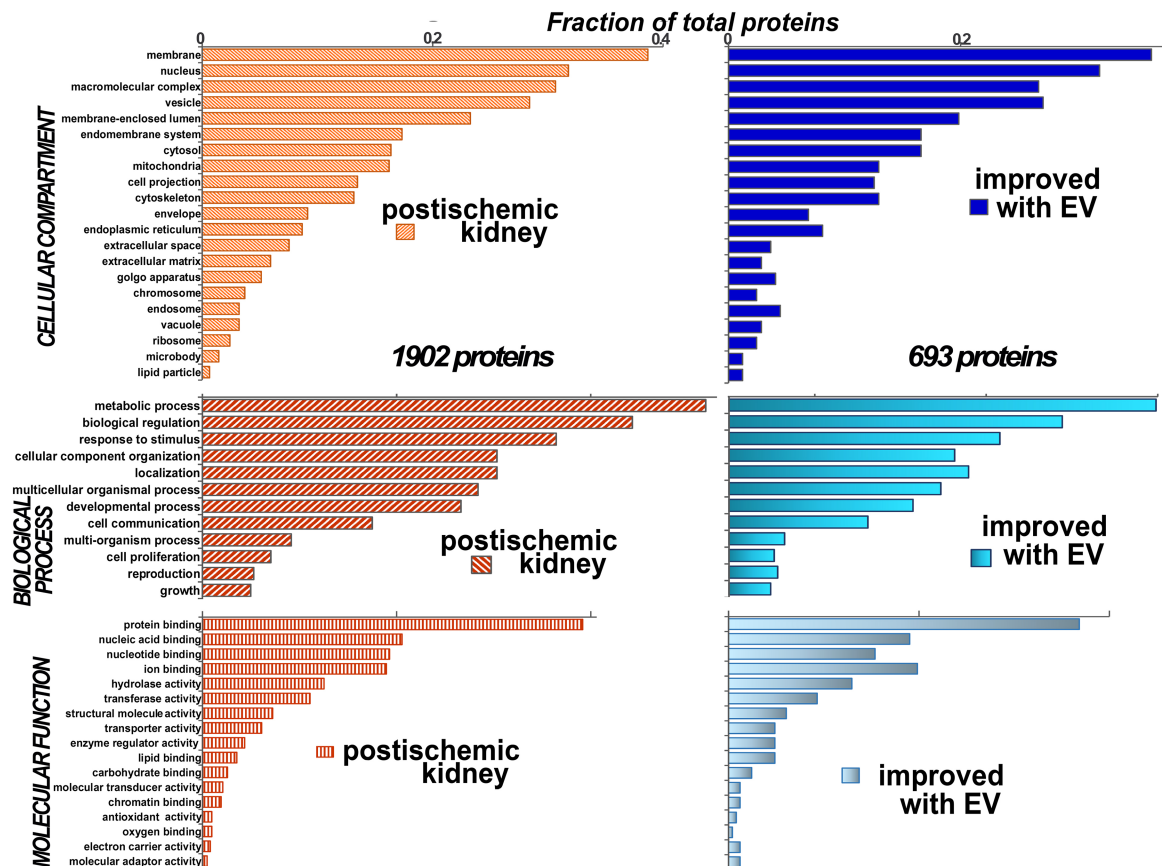 Fraction of total proteins
0 0.2 0.4
0 0.2
CELLULAR COMPARTMENT
membrane
nucleus
macromolecular complex
vesicle
membrane-enclosed lumen
endomembrane system
cytosol
mitochondria
cell projection
cytoskeleton
envelope
endoplasmic reticulum
extracellular space
extracellular matrix
golgo apparatus
chromosome
endosome
vacuole
ribosome
microbody
lipid particle
postischemic
kidney
1902 proteins
improved
with EV
693 proteins
BIOLOGICAL
PROCESS
metabolic process
biological regulation
response to stimulus
cellular component organization
localization
multicellular organismal process
developmental process
cell communication
multi-organism process
cell proliferation
reproduction
growth
postischemic
kidney
improved
with EV
MOLECULAR FUNCTION
protein binding
nucleic acid binding
nucleotide binding
ion binding
hydrolase activity
transferase activity
structural molecule activity
transporter activity
enzyme regulator activity
lipid binding
carbohydrate binding
molecular transducer activity
chromatin binding
antioxidant activity
oxygen binding
electron carrier activity
molecular adaptor activity
postischemic
kidney
improved
with EV